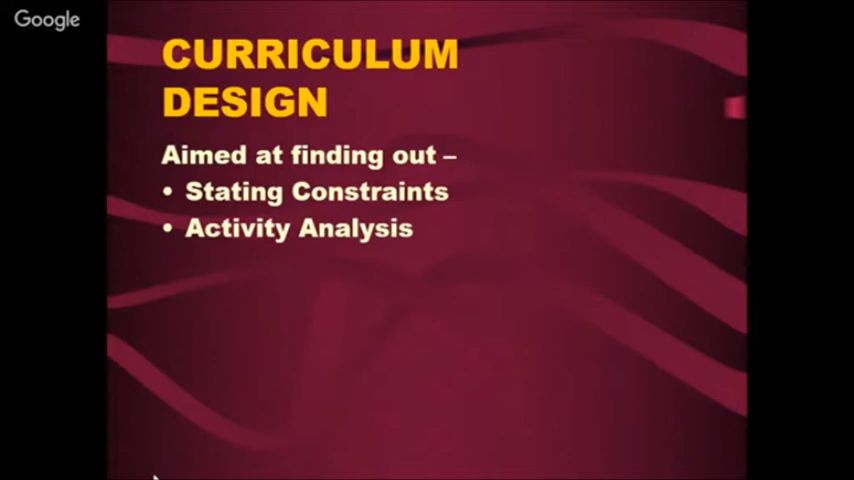 Google
CURRICULUM
DESIGN
Aimed at finding out –
• Stating Constraints
• Activity Analysis